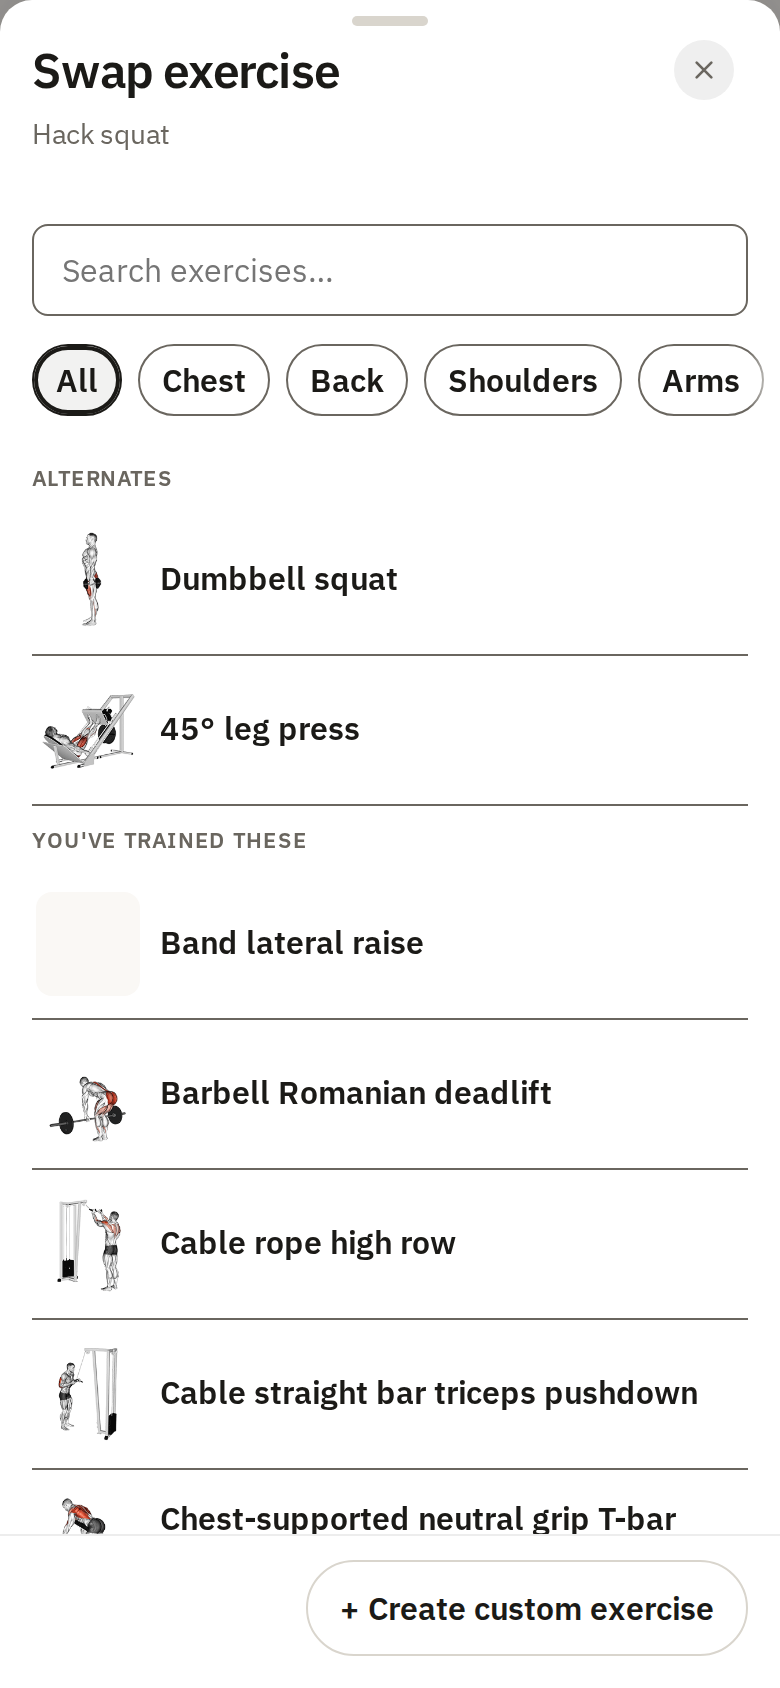 Swap exercise
Hack squat
Search exercises...
All
Chest
Back
Shoulders
Arms
ALTERNATES
Dumbbell squat
45° leg press
YOU'VE TRAINED THESE
Band lateral raise
Barbell Romanian deadlift
Cable rope high row
Cable straight bar triceps pushdown
Chest-supported neutral grip T-bar
+ Create custom exercise